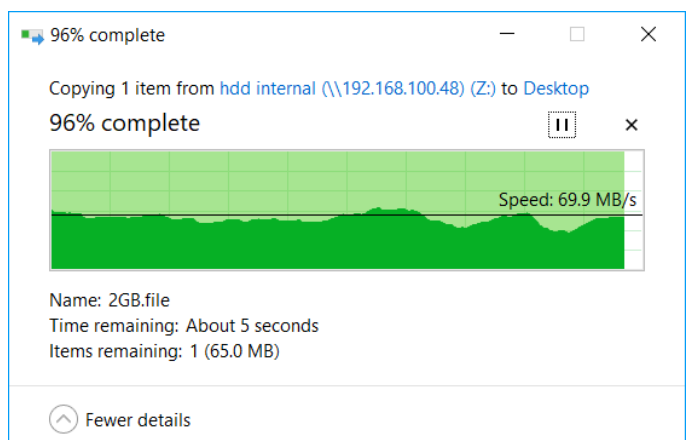 96% complete
Copying 1 item from hdd internal (\\192.168.100.48) (Z:) to Desktop
96% complete
Speed: 69.9 MB/s
Name: 2GB.file
Time remaining: About 5 seconds
Items remaining: 1 (65.0 MB)
Fewer details